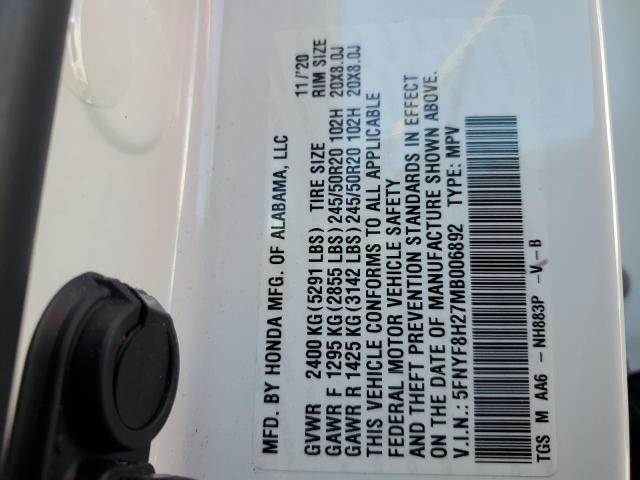 MFD. BY HONDA MFG. OF ALABAMA, LLC 11/'20
GVWR 2400 KG (5291 LBS) TIRE SIZE RIM SIZE
GAWR F 1295 KG (2855 LBS) 245/50R20 102H 20X8.0J
GAWR R 1425 KG (3142 LBS) 245/50R20 102H 20X8.0J
THIS VEHICLE CONFORMS TO ALL APPLICABLE
FEDERAL MOTOR VEHICLE SAFETY
AND THEFT PREVENTION STANDARDS IN EFFECT
ON THE DATE OF MANUFACTURE SHOWN ABOVE.
V.I.N.: 5FNYF8H27MB006892 TYPE: MPV
TGS M AA6 - NH883P -V-B